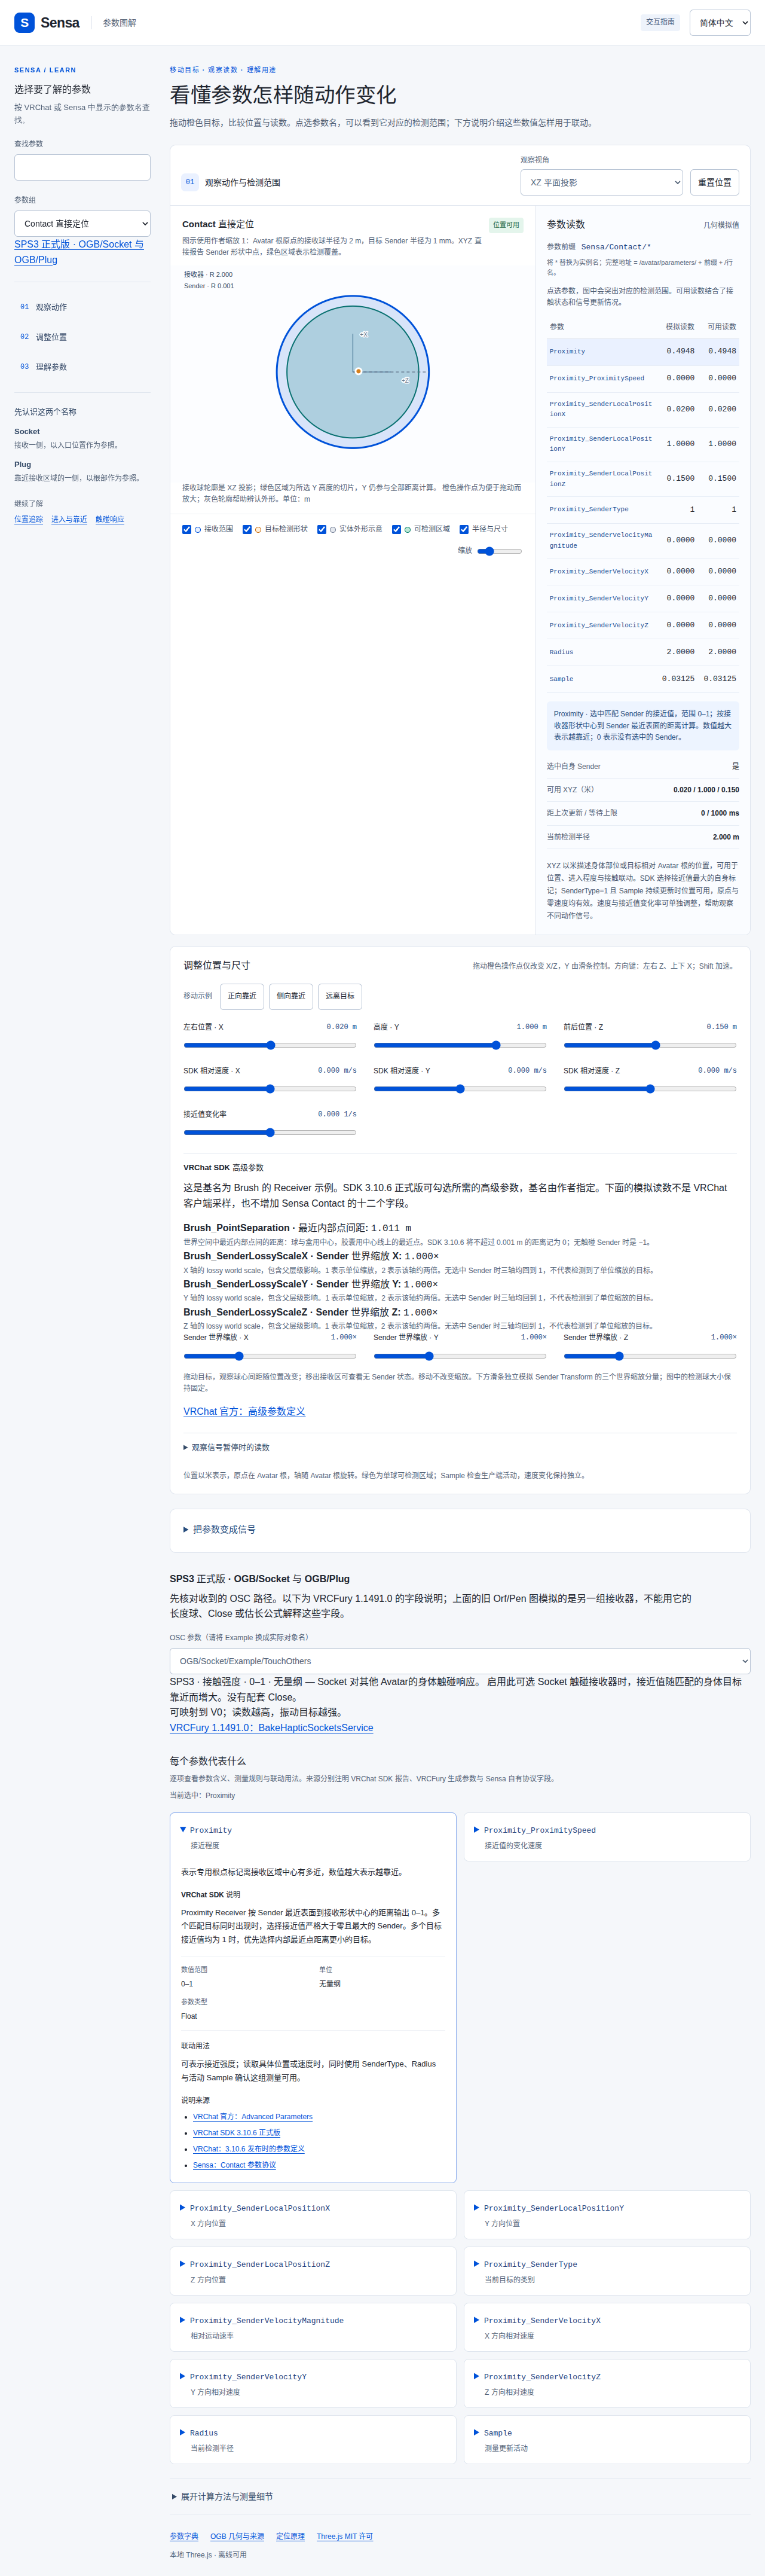 S Sensa 参数图解
交互指南 简体中文
SENSA / LEARN
选择要了解的参数
按 VRChat 或 Sensa 中显示的参数名查
找。
查找参数
参数组
Contact 直接定位
SPS3 正式版 · OGB/Socket 与
OGB/Plug
01 观察动作
02 调整位置
03 理解参数
先认识这两个名称
Socket
接收一侧，以入口位置作为参照。
Plug
靠近接收区域的一侧，以根部作为参照。
继续了解
位置追踪 进入与靠近 触碰响应
移动目标 · 观察读数 · 理解用途
看懂参数怎样随动作变化
拖动橙色目标，比较位置与读数。点选参数名，可以看到它对应的检测范围；下方说明介绍这些数值怎样用于联动。
01 观察动作与检测范围
观察视角
XZ 平面投影
重置位置
Contact 直接定位
位置可用
图示使用作者缩放 1：Avatar 根原点的接收球半径为 2 m，目标 Sender 半径为 1 mm。XYZ 直
接报告 Sender 形状中点，绿色区域表示检测覆盖。
接收器 · R 2.000
Sender · R 0.001
+X
+Z
接收球轮廓是 XZ 投影；绿色区域为所选 Y 高度的切片，Y 仍参与全部距离计算。 橙色操作点为便于拖动而
放大；灰色轮廓帮助辨认外形。单位：m
接收范围 目标检测形状 实体外形示意 可检测区域 半径与尺寸
缩放
参数读数
几何模拟值
参数前缀 Sensa/Contact/*
将 * 替换为实例名；完整地址 = /avatar/parameters/ + 前缀 + /行
名。
点选参数，图中会突出对应的检测范围。可用读数结合了接
触状态和信号更新情况。
参数 模拟读数 可用读数
Proximity 0.4948 0.4948
Proximity_ProximitySpeed 0.0000 0.0000
Proximity_SenderLocalPosit
ionX 0.0200 0.0200
Proximity_SenderLocalPosit
ionY 1.0000 1.0000
Proximity_SenderLocalPosit
ionZ 0.1500 0.1500
Proximity_SenderType 1 1
Proximity_SenderVelocityMa
gnitude 0.0000 0.0000
Proximity_SenderVelocityX 0.0000 0.0000
Proximity_SenderVelocityY 0.0000 0.0000
Proximity_SenderVelocityZ 0.0000 0.0000
Radius 2.0000 2.0000
Sample 0.03125 0.03125
Proximity · 选中匹配 Sender 的接近值，范围 0–1；按接
收器形状中心到 Sender 最近表面的距离计算。数值越大
表示越靠近；0 表示没有选中的 Sender。
选中自身 Sender 是
可用 XYZ（米） 0.020 / 1.000 / 0.150
距上次更新 / 等待上限 0 / 1000 ms
当前检测半径 2.000 m
XYZ 以米描述身体部位或目标相对 Avatar 根的位置，可用于
位置、进入程度与接触联动。SDK 选择接近值最大的自身标
记；SenderType=1 且 Sample 持续更新时位置可用，原点与
零速度均有效。速度与接近值变化率可单独调整，帮助观察
不同动作信号。
调整位置与尺寸
拖动橙色操作点仅改变 X/Z，Y 由滑条控制。方向键：左右 Z、上下 X；Shift 加速。
移动示例 正向靠近 侧向靠近 远离目标
左右位置 · X 0.020 m
高度 · Y 1.000 m
前后位置 · Z 0.150 m
SDK 相对速度 · X 0.000 m/s
SDK 相对速度 · Y 0.000 m/s
SDK 相对速度 · Z 0.000 m/s
接近值变化率 0.000 1/s
VRChat SDK 高级参数
这是基名为 Brush 的 Receiver 示例。SDK 3.10.6 正式版可勾选所需的高级参数，基名由作者指定。下面的模拟读数不是 VRChat
客户端采样，也不增加 Sensa Contact 的十二个字段。
Brush_PointSeparation · 最近内部点间距: 1.011 m
世界空间中最近内部点间的距离：球与盒用中心，胶囊用中心线上的最近点。SDK 3.10.6 将不超过 0.001 m 的距离记为 0；无触碰 Sender 时是 −1。
Brush_SenderLossyScaleX · Sender 世界缩放 X: 1.000×
X 轴的 lossy world scale，包含父层级影响。1 表示单位缩放，2 表示该轴约两倍。无选中 Sender 时三轴均回到 1，不代表检测到了单位缩放的目标。
Brush_SenderLossyScaleY · Sender 世界缩放 Y: 1.000×
Y 轴的 lossy world scale，包含父层级影响。1 表示单位缩放，2 表示该轴约两倍。无选中 Sender 时三轴均回到 1，不代表检测到了单位缩放的目标。
Brush_SenderLossyScaleZ · Sender 世界缩放 Z: 1.000×
Z 轴的 lossy world scale，包含父层级影响。1 表示单位缩放，2 表示该轴约两倍。无选中 Sender 时三轴均回到 1，不代表检测到了单位缩放的目标。
Sender 世界缩放 · X 1.000×
Sender 世界缩放 · Y 1.000×
Sender 世界缩放 · Z 1.000×
拖动目标，观察球心间距随位置改变；移出接收区可查看无 Sender 状态。移动不改变缩放。下方滑条独立模拟 Sender Transform 的三个世界缩放分量；图中的检测球大小保
持固定。
VRChat 官方：高级参数定义
观察信号暂停时的读数
位置以米表示，原点在 Avatar 根，轴随 Avatar 根旋转。绿色为单球可检测区域；Sample 检查生产端活动，速度变化保持独立。
把参数变成信号
SPS3 正式版 · OGB/Socket 与 OGB/Plug
先核对收到的 OSC 路径。以下为 VRCFury 1.1491.0 的字段说明；上面的旧 Orf/Pen 图模拟的是另一组接收器，不能用它的
长度球、Close 或估长公式解释这些字段。
OSC 参数（请将 Example 换成实际对象名）
OGB/Socket/Example/TouchOthers
SPS3 · 接触强度 · 0–1 · 无量纲 — Socket 对其他 Avatar的身体触碰响应。 启用此可选 Socket 触碰接收器时，接近值随匹配的身体目标
靠近而增大。没有配套 Close。
可映射到 V0；读数越高，振动目标越强。
VRCFury 1.1491.0：BakeHapticSocketsService
每个参数代表什么
逐项查看参数含义、测量规则与联动用法。来源分别注明 VRChat SDK 报告、VRCFury 生成参数与 Sensa 自有协议字段。
当前选中：Proximity
Proximity
接近程度
表示专用根点标记离接收区域中心有多近，数值越大表示越靠近。
VRChat SDK 说明
Proximity Receiver 按 Sender 最近表面到接收形状中心的距离输出 0–1。多
个匹配目标同时出现时，选择接近值严格大于零且最大的 Sender。多个目标
接近值均为 1 时，优先选择内部最近点距离更小的目标。
数值范围 单位
0–1 无量纲
参数类型
Float
联动用法
可表示接近强度；读取具体位置或速度时，同时使用 SenderType、Radius
与活动 Sample 确认这组测量可用。
说明来源
VRChat 官方：Advanced Parameters
VRChat SDK 3.10.6 正式版
VRChat：3.10.6 发布时的参数定义
Sensa：Contact 参数协议
Proximity_ProximitySpeed
接近值的变化速度
Proximity_SenderLocalPositionX
X 方向位置
Proximity_SenderLocalPositionY
Y 方向位置
Proximity_SenderLocalPositionZ
Z 方向位置
Proximity_SenderType
当前目标的类别
Proximity_SenderVelocityMagnitude
相对运动速率
Proximity_SenderVelocityX
X 方向相对速度
Proximity_SenderVelocityY
Y 方向相对速度
Proximity_SenderVelocityZ
Z 方向相对速度
Radius
当前检测半径
Sample
测量更新活动
展开计算方法与测量细节
参数字典 OGB 几何与来源 定位原理 Three.js MIT 许可
本地 Three.js · 离线可用